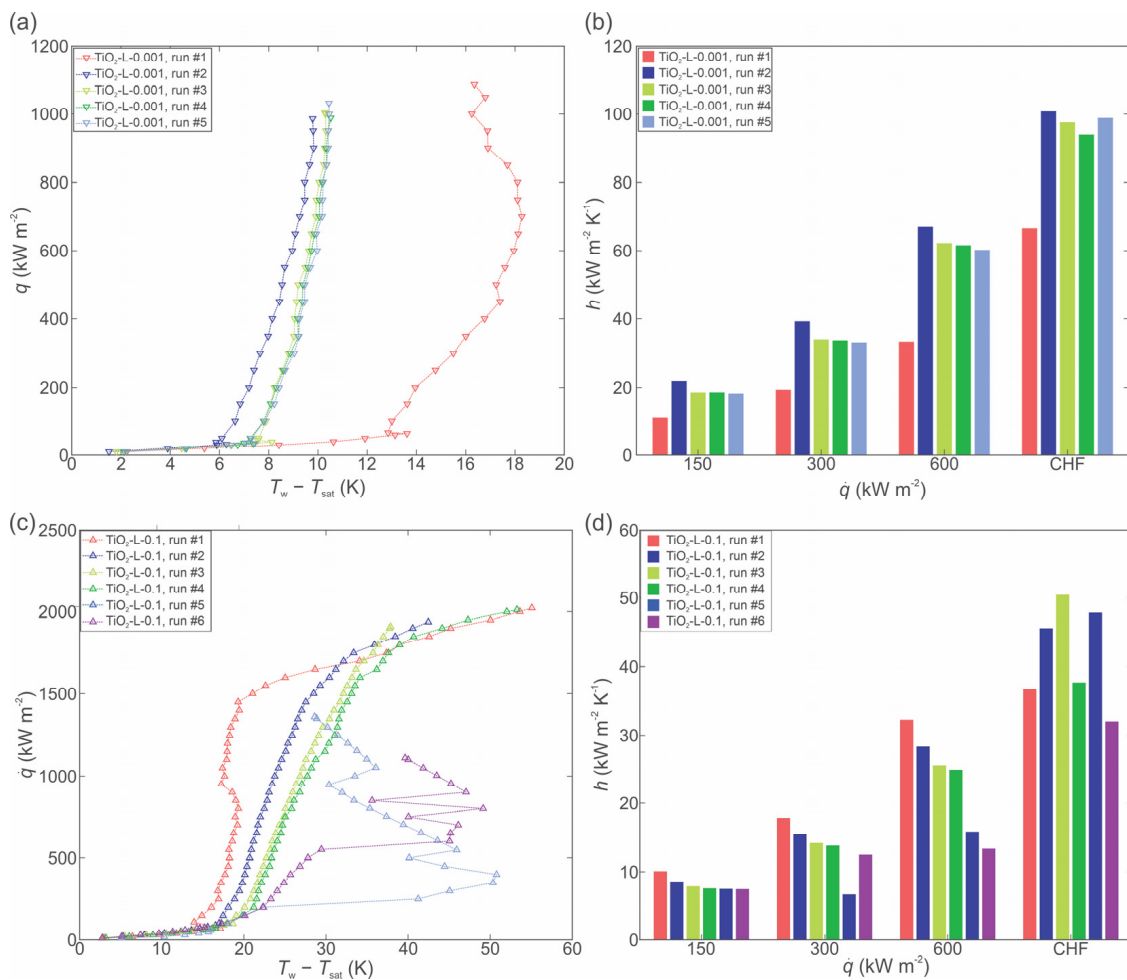 (a)
1200
1000
800
600
400
200
0
q (kW m⁻²)
TiO₂-L-0.001, run #1
TiO₂-L-0.001, run #2
TiO₂-L-0.001, run #3
TiO₂-L-0.001, run #4
TiO₂-L-0.001, run #5
0 2 4 6 8 10 12 14 16 18 20
T_w − T_sat (K)
(b)
120
100
80
60
40
20
0
h (kW m⁻² K⁻¹)
TiO₂-L-0.001, run #1
TiO₂-L-0.001, run #2
TiO₂-L-0.001, run #3
TiO₂-L-0.001, run #4
TiO₂-L-0.001, run #5
150 300 600 CHF
q̇ (kW m⁻²)
(c)
2500
2000
1500
1000
500
0
q̇ (kW m⁻²)
TiO₂-L-0.1, run #1
TiO₂-L-0.1, run #2
TiO₂-L-0.1, run #3
TiO₂-L-0.1, run #4
TiO₂-L-0.1, run #5
TiO₂-L-0.1, run #6
0 10 20 30 40 50 60
T_w − T_sat (K)
(d)
60
50
40
30
20
10
0
h (kW m⁻² K⁻¹)
TiO₂-L-0.1, run #1
TiO₂-L-0.1, run #2
TiO₂-L-0.1, run #3
TiO₂-L-0.1, run #4
TiO₂-L-0.1, run #5
TiO₂-L-0.1, run #6
150 300 600 CHF
q̇ (kW m⁻²)